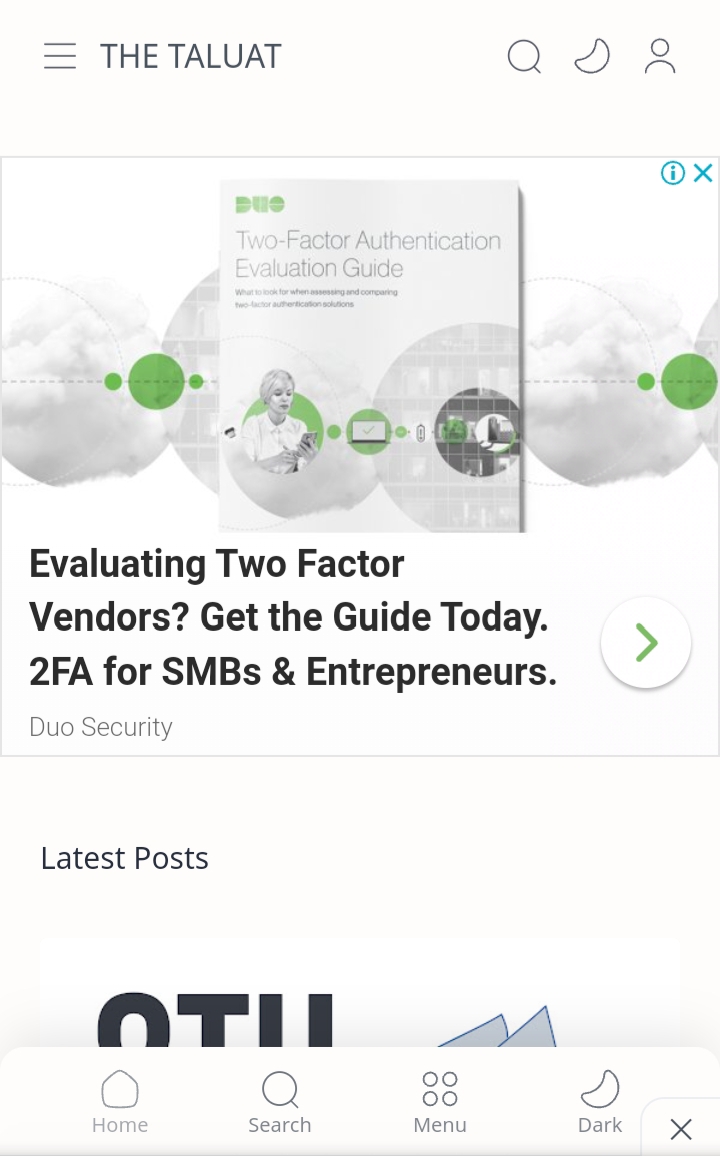 THE TALUAT
DUO
Two-Factor Authentication
Evaluation Guide
What to look for when assessing and comparing
two-factor authentication solutions
Evaluating Two Factor
Vendors? Get the Guide Today.
2FA for SMBs & Entrepreneurs.
Duo Security
Latest Posts
Home Search Menu Dark